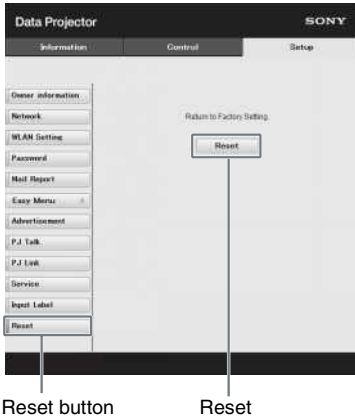 Data Projector
SONY
Information
Control
Setup
Owner information
Network
WLAN Setting
Password
Mail Report
Easy Menu
Advertisement
PJ Talk
PJ Link
Service
Input Label
Reset
Return to Factory Setting.
Reset
Reset button
Reset